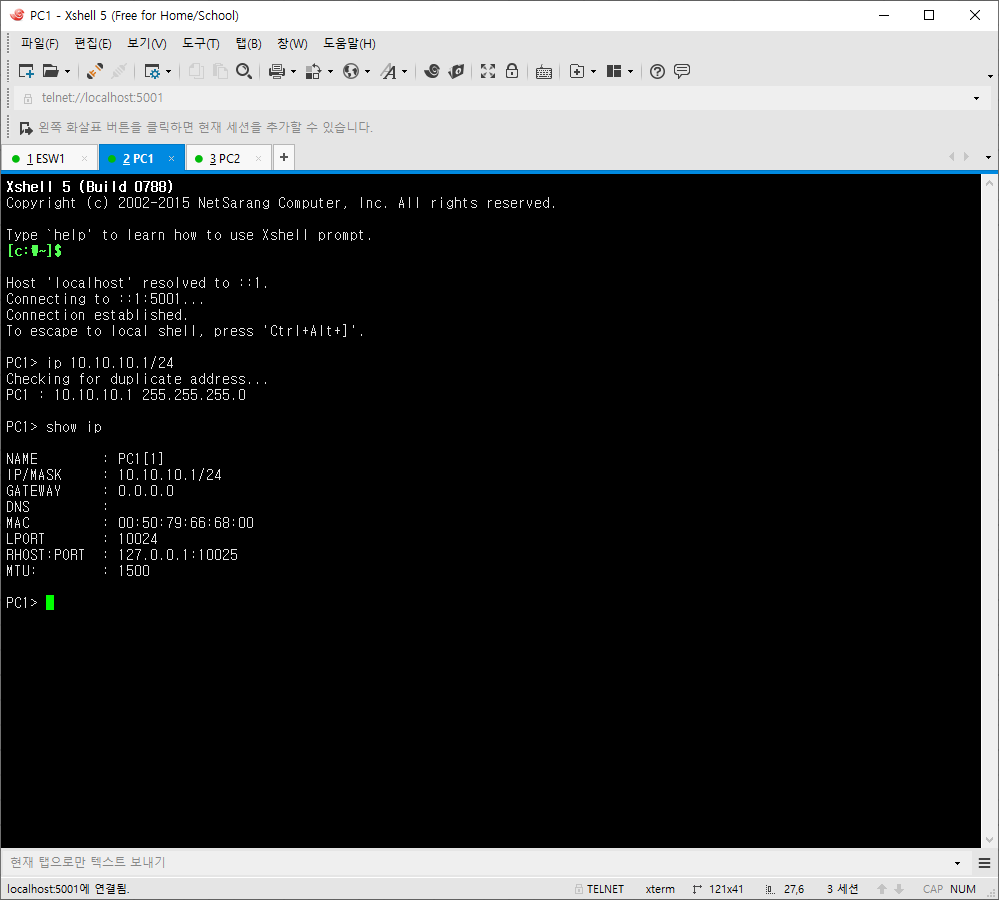 PC1 - Xshell 5 (Free for Home/School)
파일(F) 편집(E) 보기(V) 도구(T) 탭(B) 창(W) 도움말(H)
telnet://localhost:5001
왼쪽 화살표 버튼을 클릭하면 현재 세션을 추가할 수 있습니다.
1 ESW1 × 2 PC1 × 3 PC2 × +
Xshell 5 (Build 0788)
Copyright (c) 2002-2015 NetSarang Computer, Inc. All rights reserved.
Type `help' to learn how to use Xshell prompt.
[c:₩~]$
Host 'localhost' resolved to ::1.
Connecting to ::1:5001...
Connection established.
To escape to local shell, press 'Ctrl+Alt+]'.
PC1> ip 10.10.10.1/24
Checking for duplicate address...
PC1 : 10.10.10.1 255.255.255.0
PC1> show ip
NAME : PC1[1]
IP/MASK : 10.10.10.1/24
GATEWAY : 0.0.0.0
DNS :
MAC : 00:50:79:66:68:00
LPORT : 10024
RHOST:PORT : 127.0.0.1:10025
MTU: : 1500
PC1>
현재 탭으로만 텍스트 보내기
localhost:5001에 연결됨. TELNET xterm 121x41 27,6 3 세션 CAP NUM